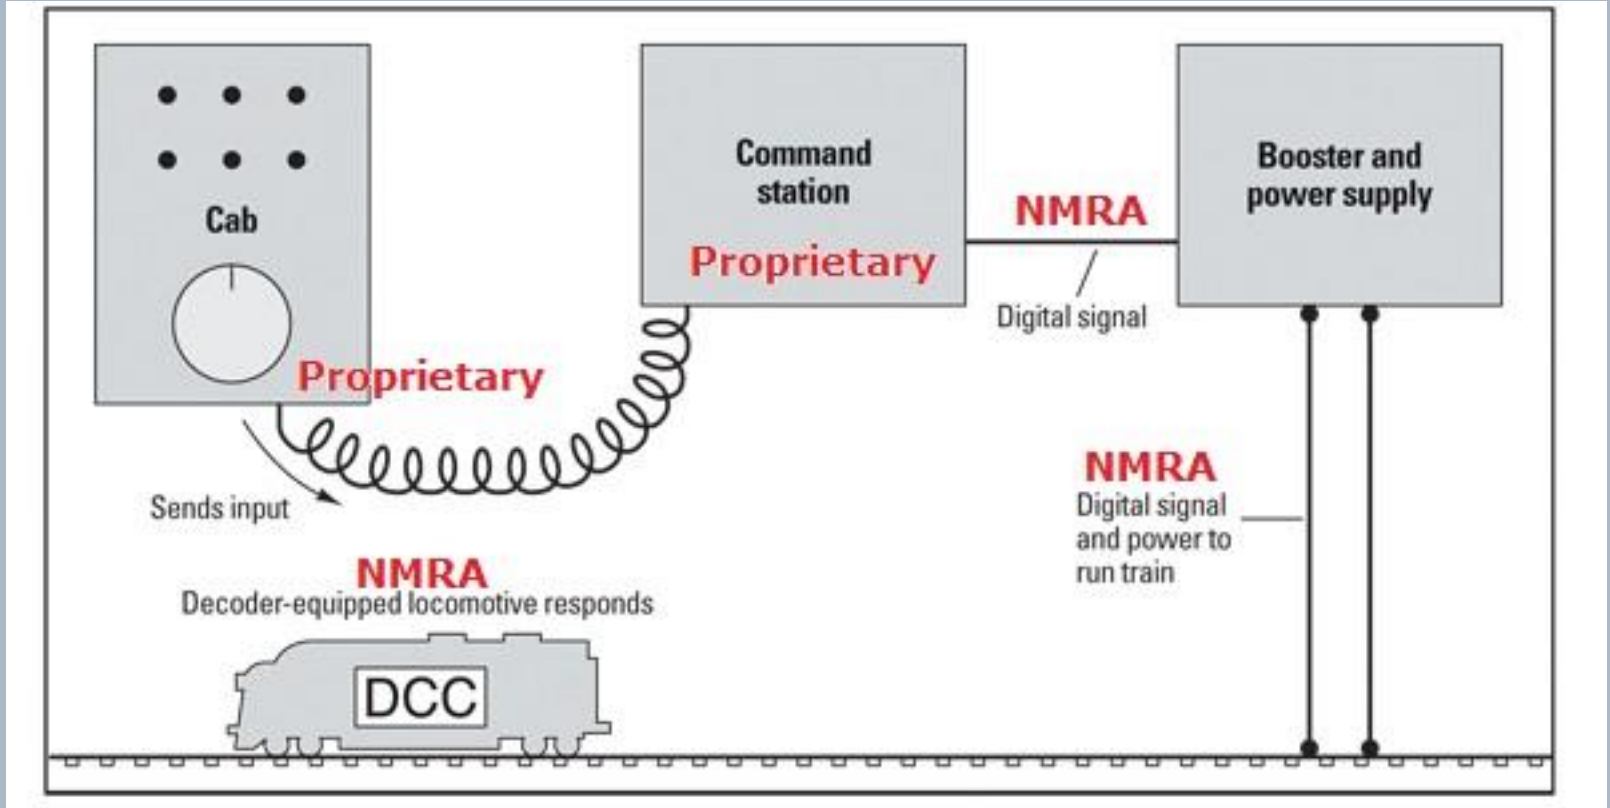 Cab
Proprietary
Sends input
Command
station
Proprietary
NMRA
Digital signal
Booster and
power supply
NMRA
Digital signal
and power to
run train
NMRA
Decoder-equipped locomotive responds
DCC